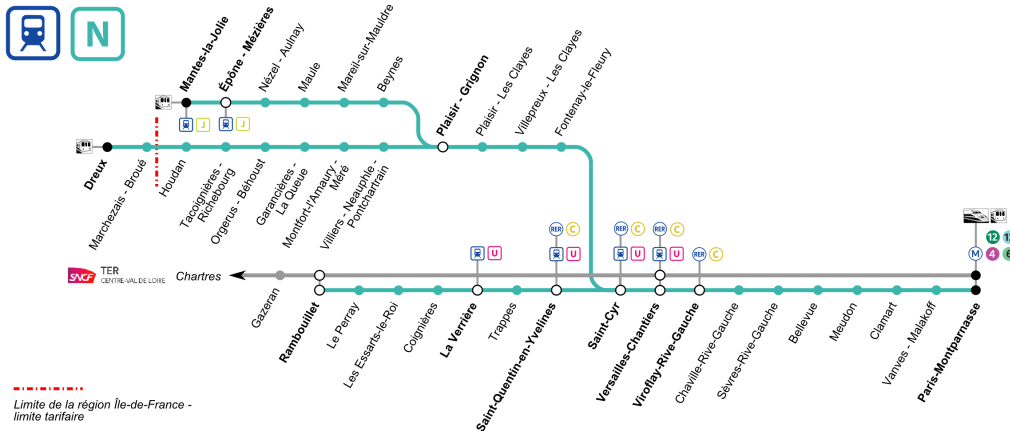 N
Mantes-la-Jolie
Épône - Mézières
Nézel - Aulnay
Maule
Mareil-sur-Mauldre
Beynes
Plaisir - Grignon
Plaisir - Les Clayes
Villepreux - Les Clayes
Fontenay-le-Fleury
J
J
Dreux
Marchezais - Broué
Houdan
Tacoignières -
Richebourg
Orgerus - Béhoust
Garancières -
La Queue
Montfort-l'Amaury -
Méré
Villiers - Neauphle -
Pontchartrain
RER C
RER C
RER C
U
U
U
U
RER C
M
12
4
SNCF
TER
CENTRE-VAL DE LOIRE
Chartres
Gazeran
Rambouillet
Le Perray
Les Essarts-le-Roi
Coignières
La Verrière
Trappes
Saint-Quentin-en-Yvelines
Saint-Cyr
Versailles-Chantiers
Viroflay-Rive-Gauche
Chaville-Rive-Gauche
Sèvres-Rive-Gauche
Bellevue
Meudon
Clamart
Vanves - Malakoff
Paris-Montparnasse
Limite de la région Île-de-France -
limite tarifaire